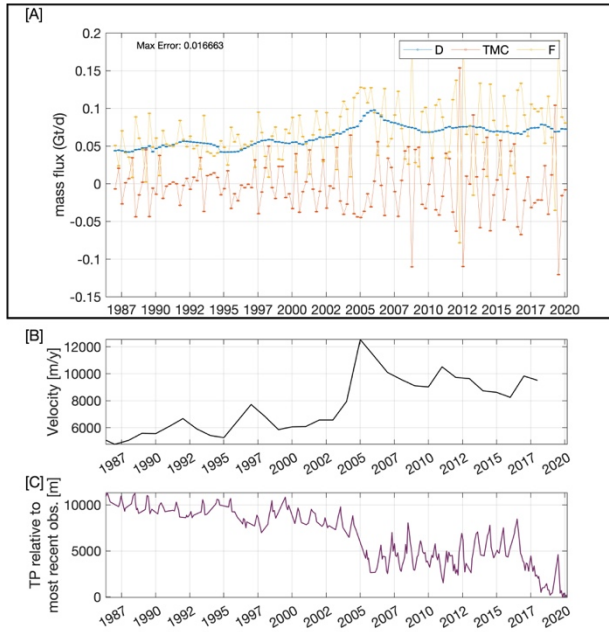 [A]
Max Error: 0.016663
D TMC F
mass flux (Gt/d)
0.2
0.15
0.1
0.05
0
-0.05
-0.1
-0.15
1987 1990 1992 1995 1997 2000 2002 2005 2007 2010 2012 2015 2017 2020
[B]
Velocity [m/y]
12000
10000
8000
6000
1987 1990 1992 1995 1997 2000 2002 2005 2007 2010 2012 2015 2017 2020
[C]
TP relative to
most recent obs. [m]
10000
5000
0
1987 1990 1992 1995 1997 2000 2002 2005 2007 2010 2012 2015 2017 2020